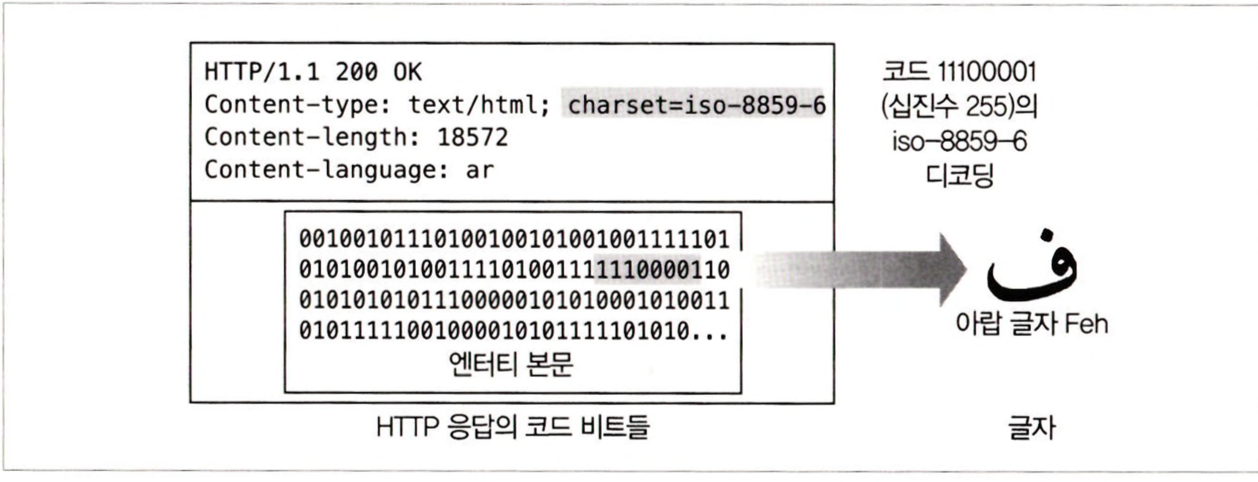 HTTP/1.1 200 OK
Content-type: text/html; charset=iso-8859-6
Content-length: 18572
Content-language: ar
00100101110100100101001001111101
01010010100111101001111110000110
01010101011100000101010001010011
01011111001000010101111101010...
엔터티 본문
HTTP 응답의 코드 비트들
코드 11100001
(십진수 255)의
iso-8859-6
디코딩
ف
아랍 글자 Feh
글자